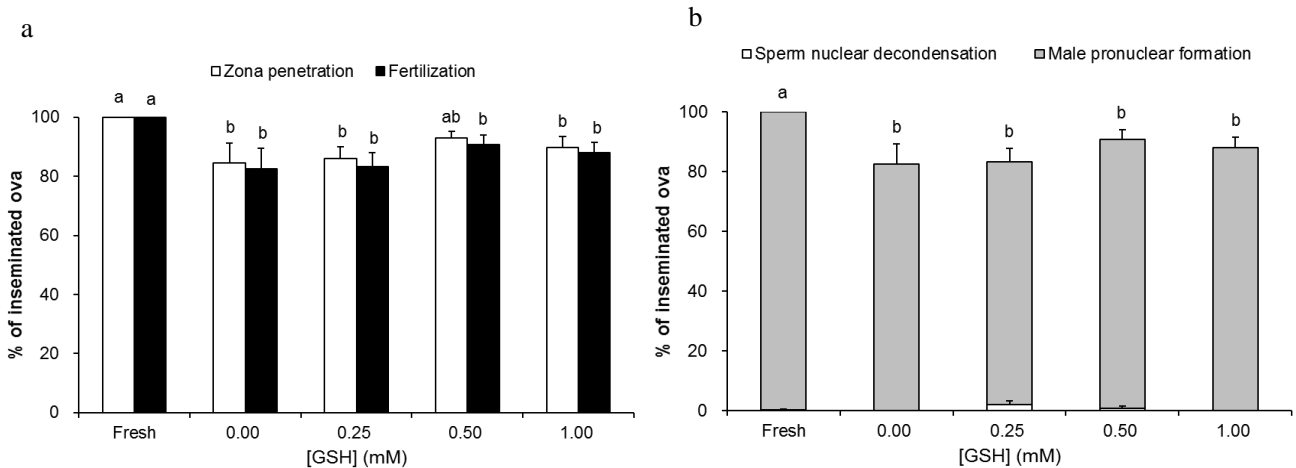 a
Zona penetration Fertilization
a a b b b b ab b b b
100
80
60
40
20
0
% of inseminated ova
Fresh 0.00 0.25 0.50 1.00
[GSH] (mM)
b
Sperm nuclear decondensation Male pronuclear formation
a b b b b
100
80
60
40
20
0
% of inseminated ova
Fresh 0.00 0.25 0.50 1.00
[GSH] (mM)